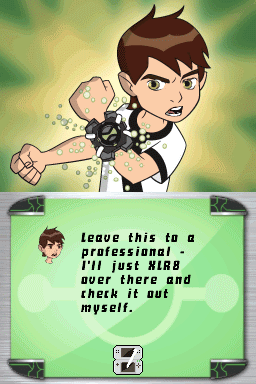 Leave this to a
professional -
I'll just XLR8
over there and
check it out
myself.